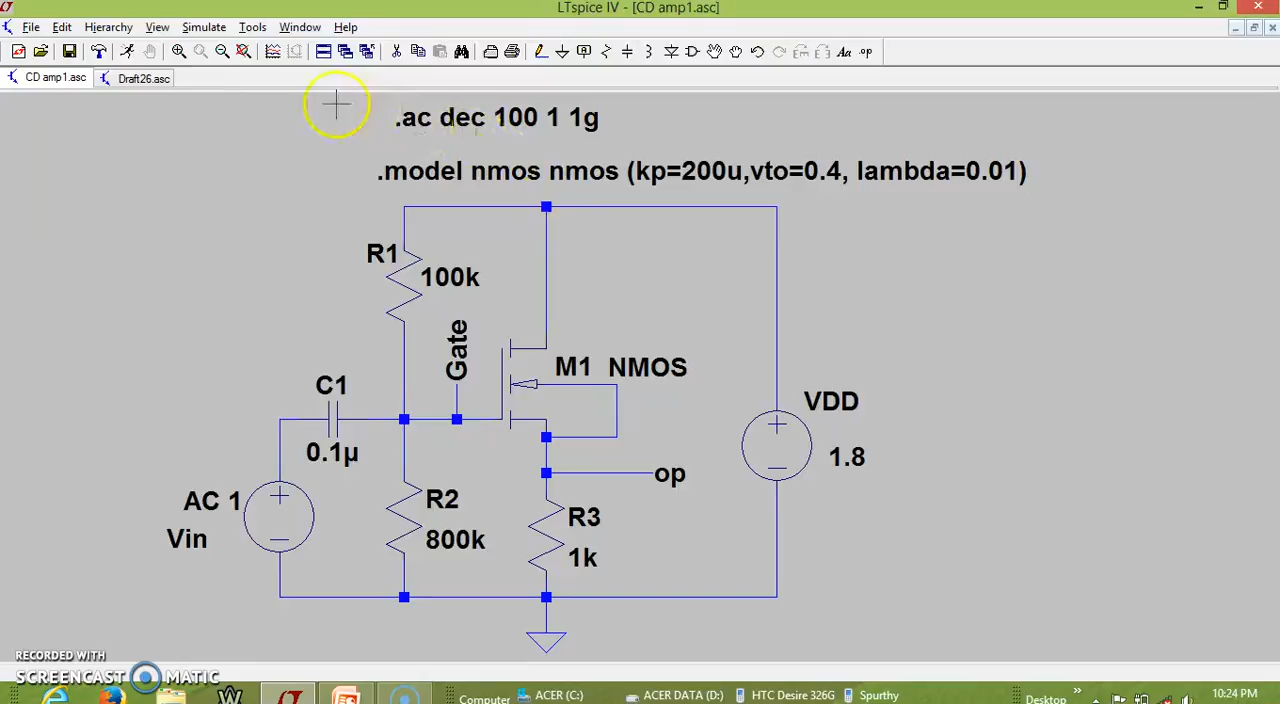 LTspice IV - [CD amp1.asc]
File Edit Hierarchy View Simulate Tools Window Help
Aa .op
CD amp1.asc Draft26.asc
.ac dec 100 1 1g
.model nmos nmos (kp=200u,vto=0.4, lambda=0.01)
R1
100k
Gate
M1 NMOS
C1
0.1µ
VDD
1.8
op
AC 1
Vin
R2
800k
R3
1k
RECORDED WITH
SCREENCAST MATIC
W
Computer ACER (C:) ACER DATA (D:) HTC Desire 326G Spurthy Desktop » 10:24 PM